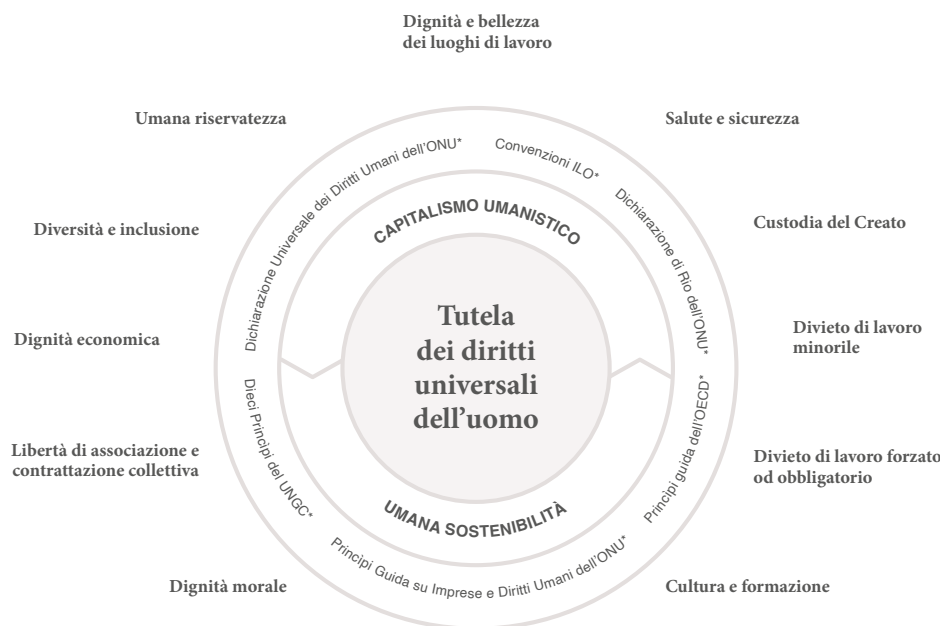 Dignità e bellezza
dei luoghi di lavoro
Umana riservatezza
Salute e sicurezza
Dichiarazione Universale dei Diritti Umani dell'ONU*
Convenzioni ILO*
Dichiarazione di Rio dell'ONU*
CAPITALISMO UMANISTICO
Diversità e inclusione
Custodia del Creato
Tutela
dei diritti
universali
dell’uomo
Dignità economica
Divieto di lavoro
minorile
Dieci Principi del UNGC*
Principi guida dell'OECD*
Libertà di associazione e
contrattazione collettiva
Divieto di lavoro forzato
od obbligatorio
UMANA SOSTENIBILITÀ
Principi Guida su Imprese e Diritti Umani dell'ONU*
Dignità morale
Cultura e formazione